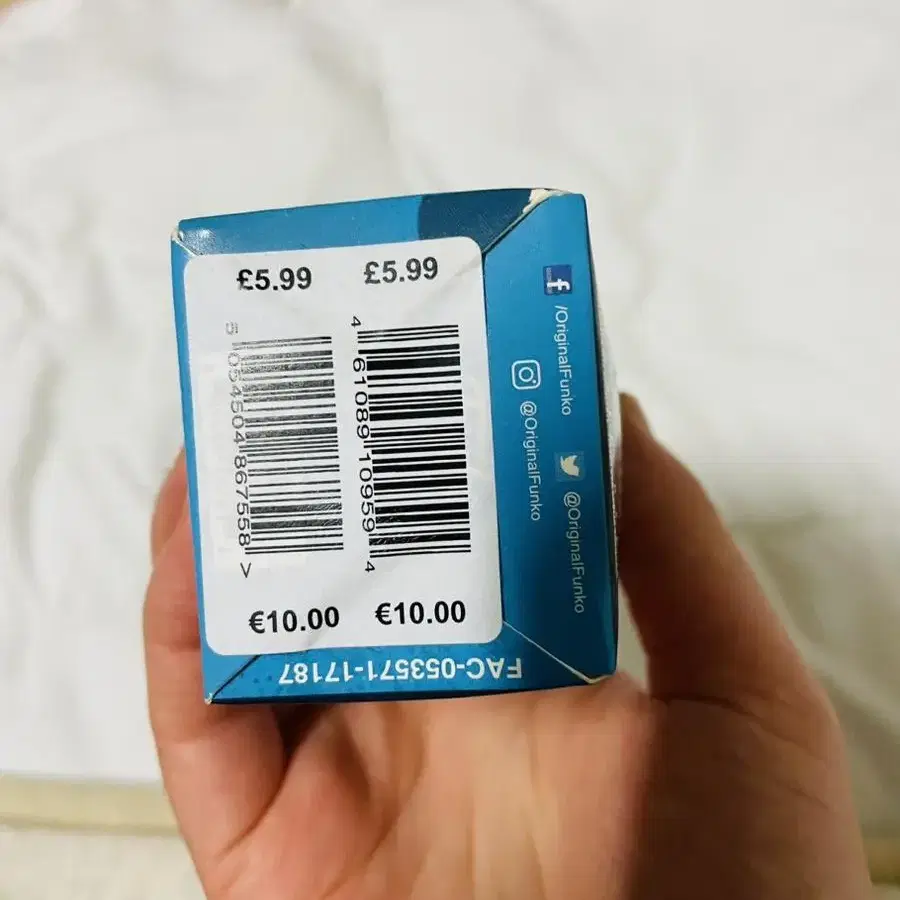 £5.99 £5.99
5 054504 867558 >
4 61089 10959 4
€10.00 €10.00
/OriginalFunko
@OriginalFunko
@OriginalFunko
FAC-053571-17187